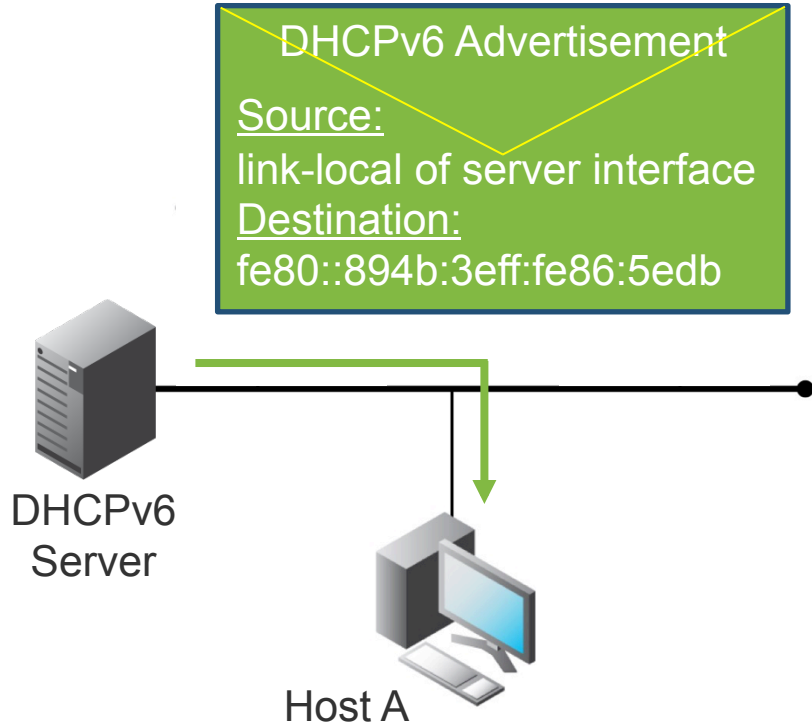 DHCPv6 Advertisement
Source:
link-local of server interface
Destination:
fe80::894b:3eff:fe86:5edb
DHCPv6
Server
Host A